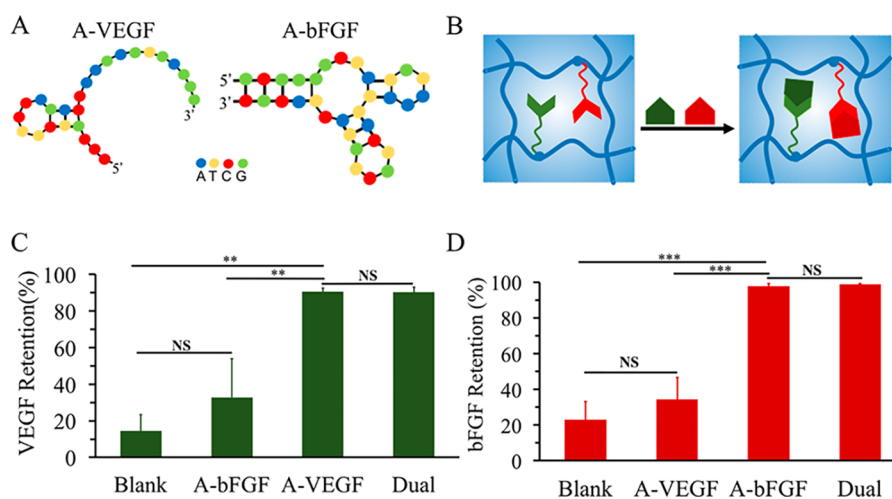 A
A-VEGF
A-bFGF
5'
3'
3'
5'
A T C G
B
C
VEGF Retention(%)
100
80
60
40
20
0
**
**
NS
NS
Blank
A-bFGF
A-VEGF
Dual
D
bFGF Retention (%)
100
80
60
40
20
0
***
***
NS
NS
Blank
A-VEGF
A-bFGF
Dual